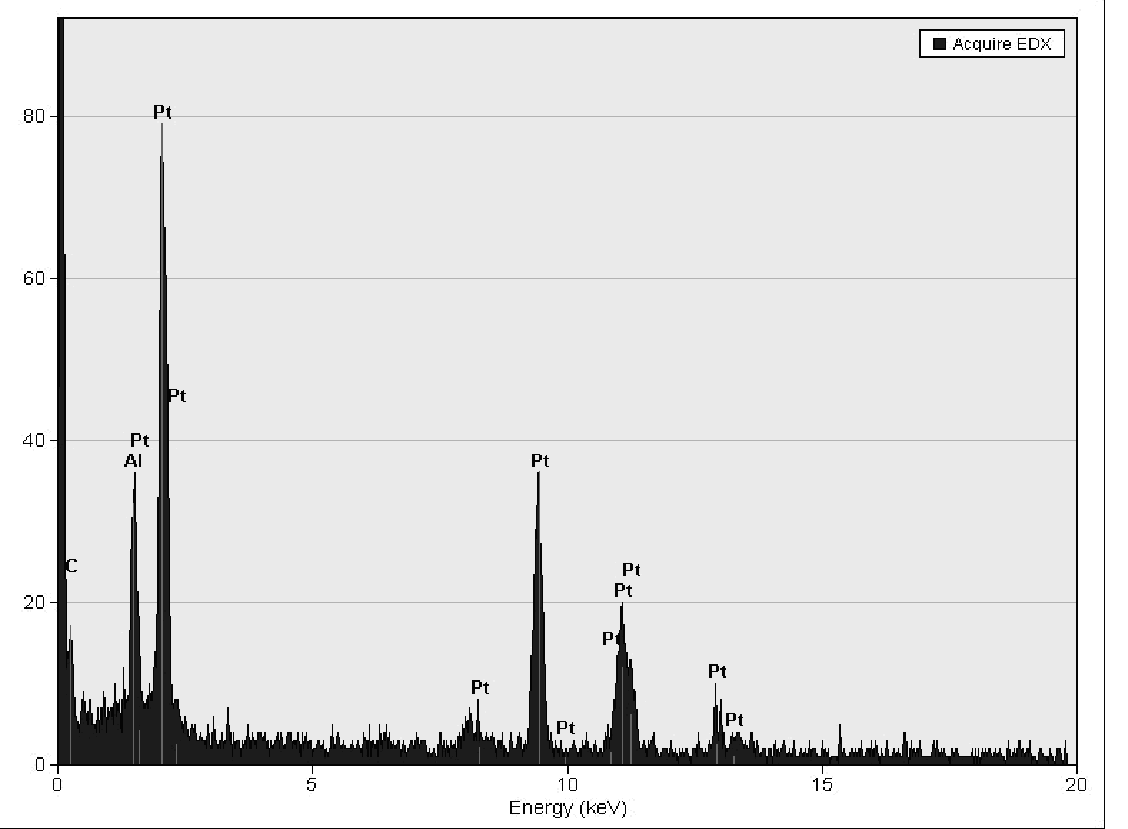 Acquire EDX
80
Pt
60
Pt
40
Pt
Al
Pt
C
Pt
Pt
20
Pt
Pt
Pt
Pt
Pt
0
0 5 10 15 20
Energy (keV)